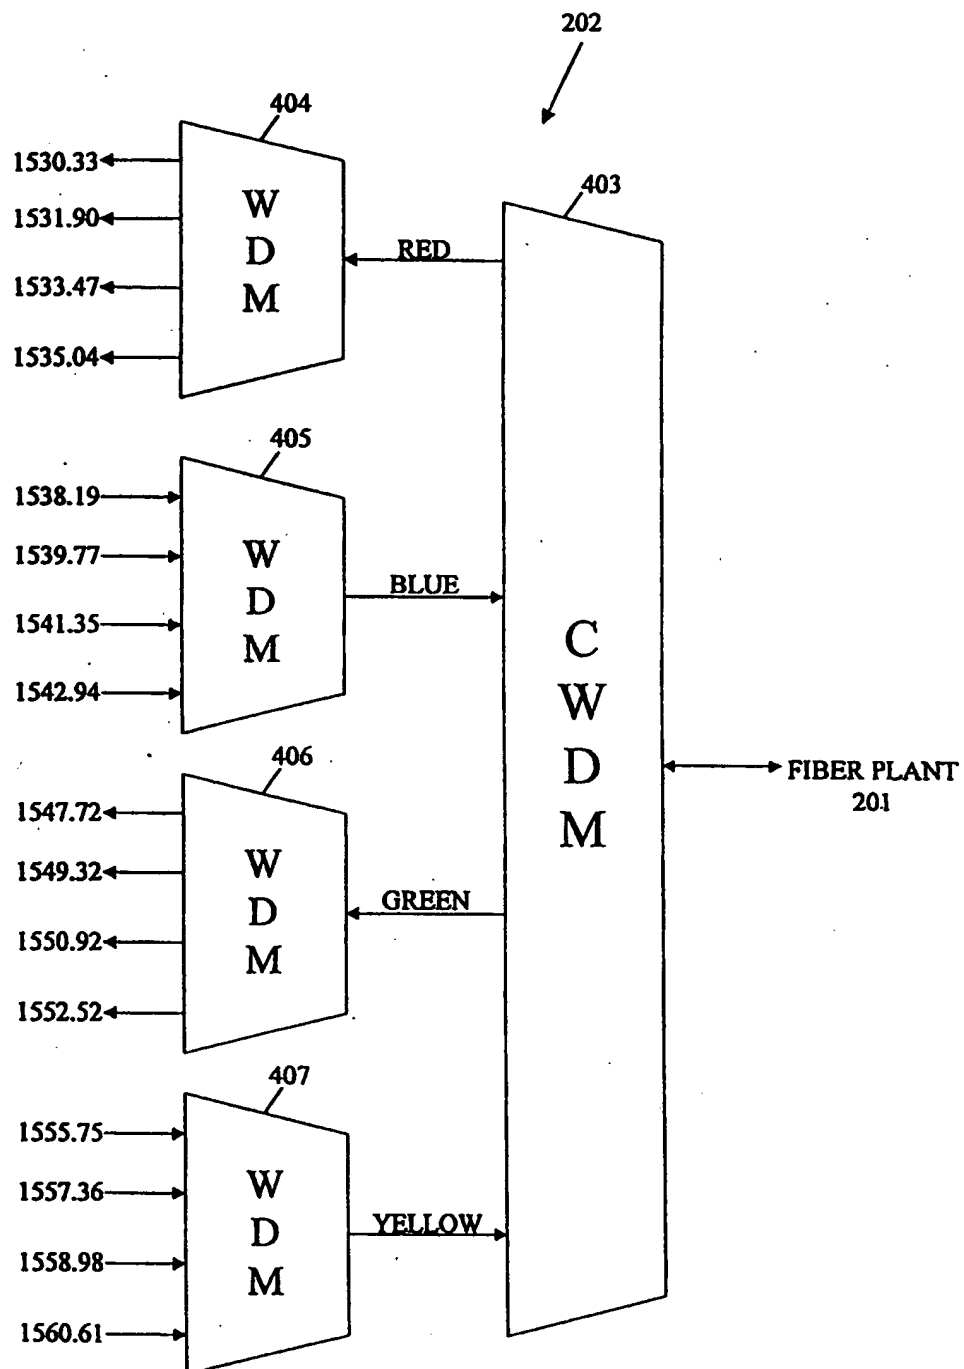 202
404
1530.33
1531.90
1533.47
1535.04
W
D
M
RED
403
405
1538.19
1539.77
1541.35
1542.94
W
D
M
BLUE
C
W
D
M
FIBER PLANT
201
406
1547.72
1549.32
1550.92
1552.52
W
D
M
GREEN
407
1555.75
1557.36
1558.98
1560.61
W
D
M
YELLOW